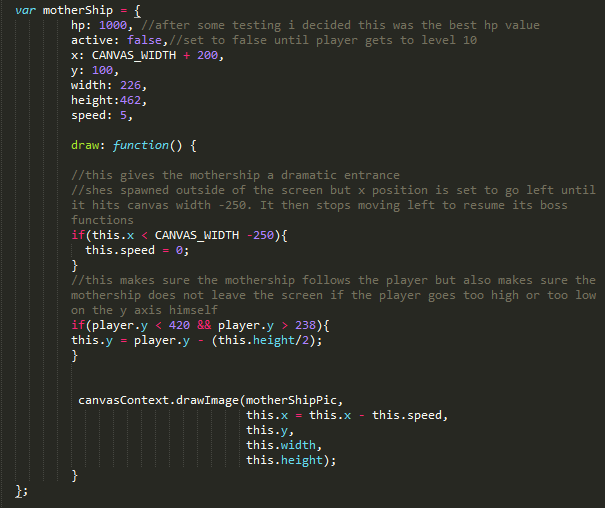 var motherShip = {
hp: 1000, //after some testing i decided this was the best hp value
active: false,//set to false until player gets to level 10
x: CANVAS_WIDTH + 200,
y: 100,
width: 226,
height:462,
speed: 5,
draw: function() {
//this gives the mothership a dramatic entrance
//shes spawned outside of the screen but x position is set to go left until
it hits canvas width -250. It then stops moving left to resume its boss
functions
if(this.x < CANVAS_WIDTH -250){
this.speed = 0;
}
//this makes sure the mothership follows the player but also makes sure the
mothership does not leave the screen if the player goes too high or too low
on the y axis himself
if(player.y < 420 && player.y > 238){
this.y = player.y - (this.height/2);
}
canvasContext.drawImage(motherShipPic,
this.x = this.x - this.speed,
this.y,
this.width,
this.height);
}
};